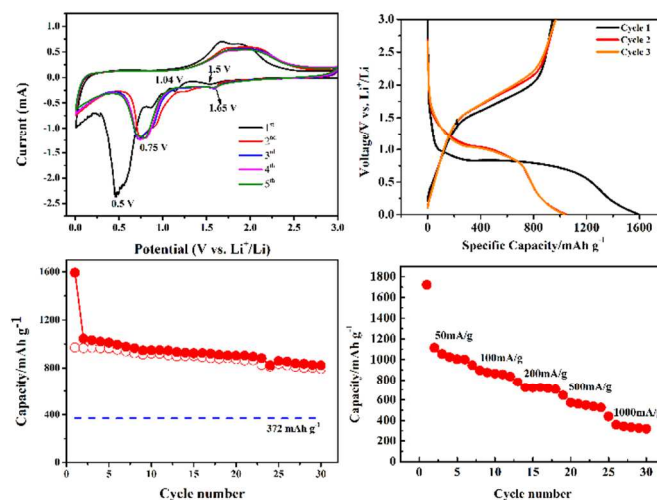 1.0
0.5
0.0
-0.5
-1.0
-1.5
-2.0
-2.5
Current (mA)
1.04 V
1.5 V
1.65 V
0.75 V
0.5 V
1st
2nd
3rd
4th
5th
0.0 0.5 1.0 1.5 2.0 2.5 3.0
Potential (V vs. Li+/Li)
3.0
2.5
2.0
1.5
1.0
0.5
0.0
Voltage/V vs. Li+/Li
Cycle 1
Cycle 2
Cycle 3
0 400 800 1200 1600
Specific Capacity/mAh g-1
1600
1200
800
400
0
Capacity/mAh g-1
372 mAh g-1
0 5 10 15 20 25 30
Cycle number
1800
1600
1400
1200
1000
800
600
400
200
0
Capacity/mAh g-1
50mA/g
100mA/g
200mA/g
500mA/g
1000mA/g
0 5 10 15 20 25 30
Cycle number